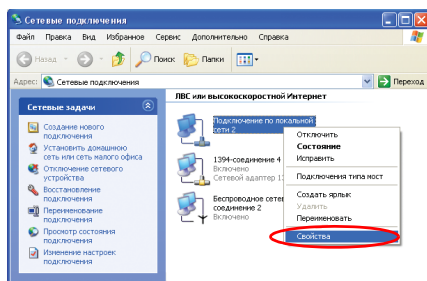 Сетевые подключения
Файл Правка Вид Избранное Сервис Дополнительно Справка
Назад Поиск Папки
Адрес: Сетевые подключения Переход
Сетевые задачи
Создание нового
подключения
Установить домашнюю
сеть или сеть малого офиса
Отключение сетевого
устройства
Восстановление
подключения
Переименование
подключения
Просмотр состояния
подключения
Изменение настроек
подключения
ЛВС или высокоскоростной Интернет
Подключение по локальной
сети 2
1394-соединение 4
Включено
Сетевой адаптер
Беспроводное
соединение 2
Включено
Отключить
Состояние
Исправить
Подключения типа мост
Создать ярлык
Удалить
Переименовать
Свойства